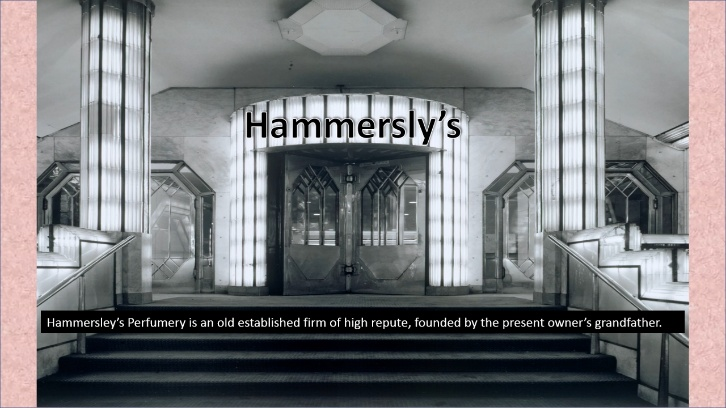 Hammersly’s
Hammersley’s Perfumery is an old established firm of high repute, founded by the present owner’s grandfather.